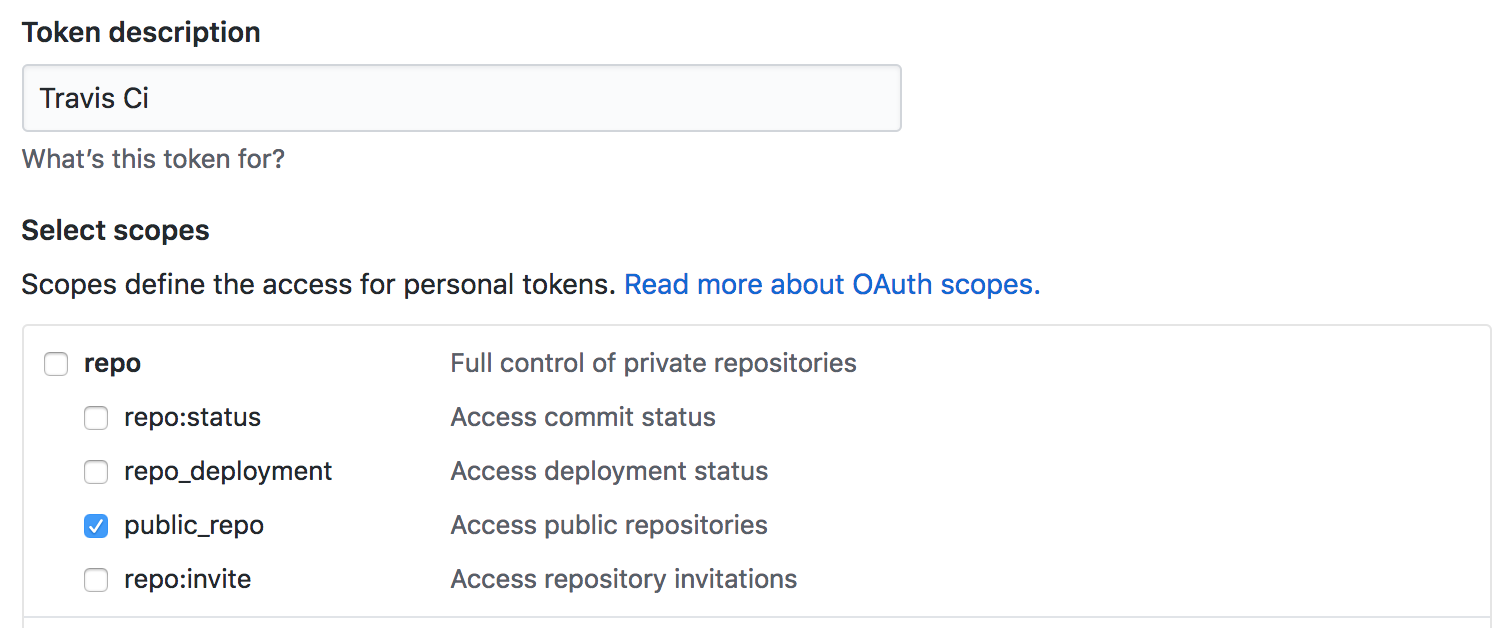 Token description
Travis Ci
What's this token for?
Select scopes
Scopes define the access for personal tokens. Read more about OAuth scopes.
repo Full control of private repositories
repo:status Access commit status
repo_deployment Access deployment status
public_repo Access public repositories
repo:invite Access repository invitations